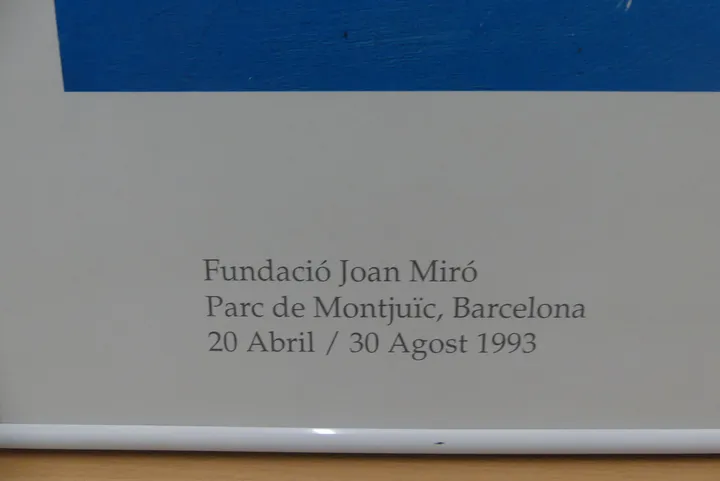 Fundació Joan Miró
Parc de Montjuïc, Barcelona
20 Abril / 30 Agost 1993